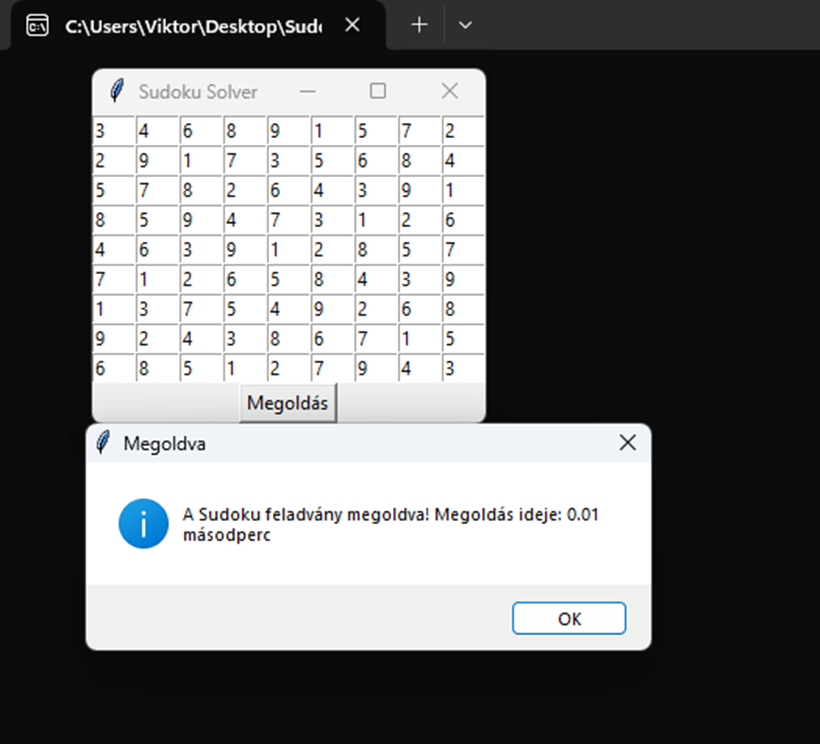 C:\Users\Viktor\Desktop\Sud
Sudoku Solver
3 4 6 8 9 1 5 7 2
2 9 1 7 3 5 6 8 4
5 7 8 2 6 4 3 9 1
8 5 9 4 7 3 1 2 6
4 6 3 9 1 2 8 5 7
7 1 2 6 5 8 4 3 9
1 3 7 5 4 9 2 6 8
9 2 4 3 8 6 7 1 5
6 8 5 1 2 7 9 4 3
Megoldás
Megoldva
A Sudoku feladvány megoldva! Megoldás ideje: 0.01
másodperc
OK